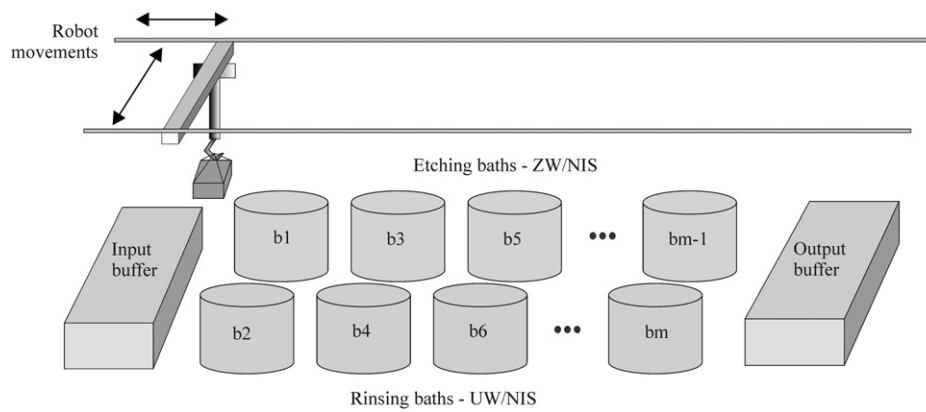 Robot
movements
Etching baths - ZW/NIS
Input
buffer
b1
b3
b5
•••
bm-1
Output
buffer
b2
b4
b6
•••
bm
Rinsing baths - UW/NIS